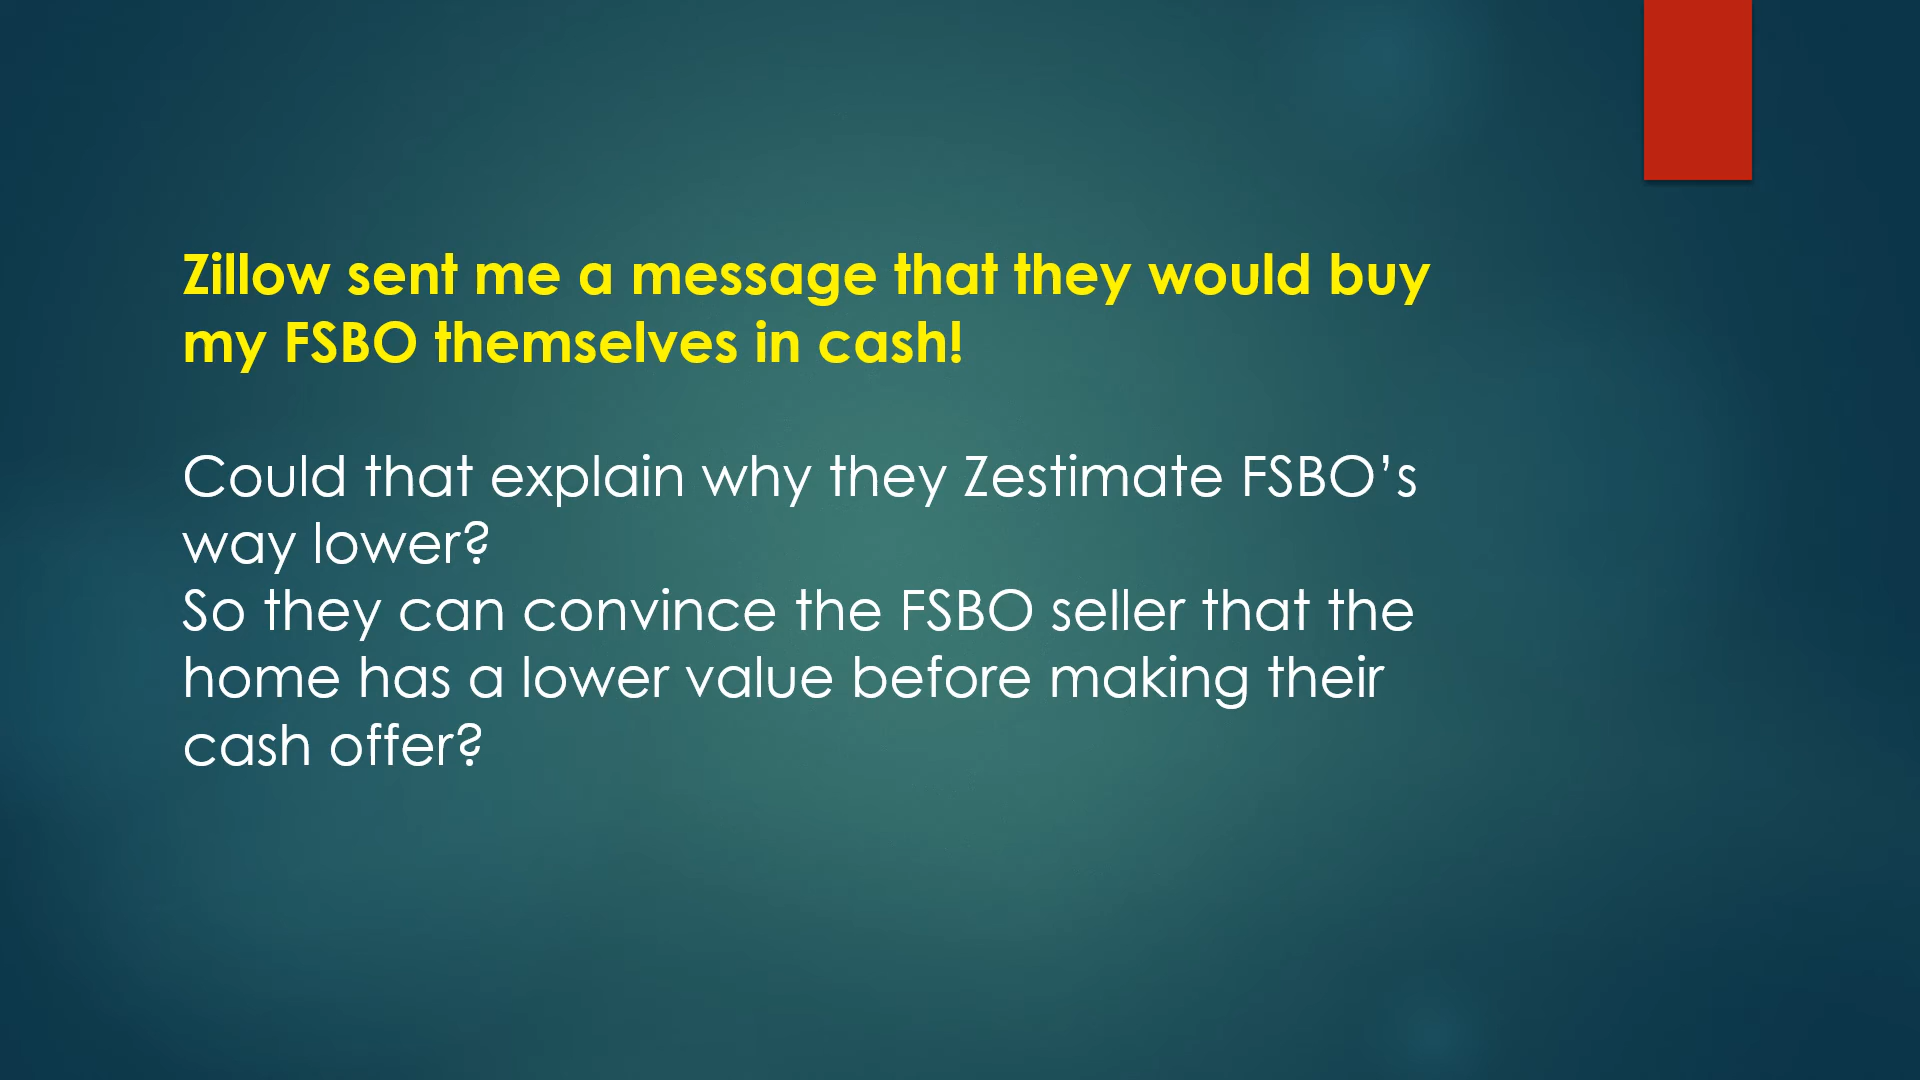 Zillow sent me a message that they would buy
my FSBO themselves in cash!
Could that explain why they Zestimate FSBO’s
way lower?
So they can convince the FSBO seller that the
home has a lower value before making their
cash offer?